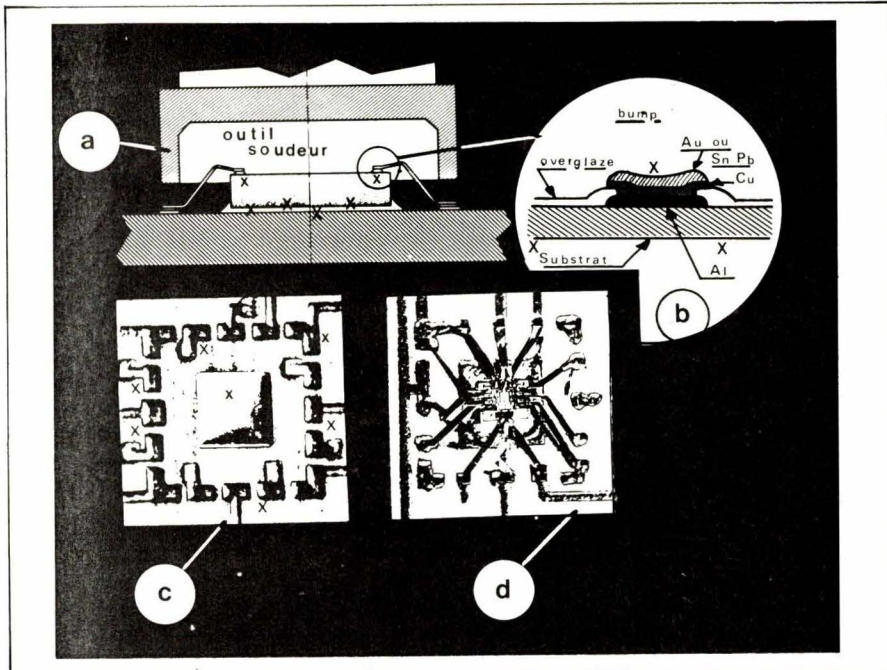 a
outil
soudeur
bump
Au ou
Sn Pb
Cu
overglaze
Substrat
Al
b
c
d